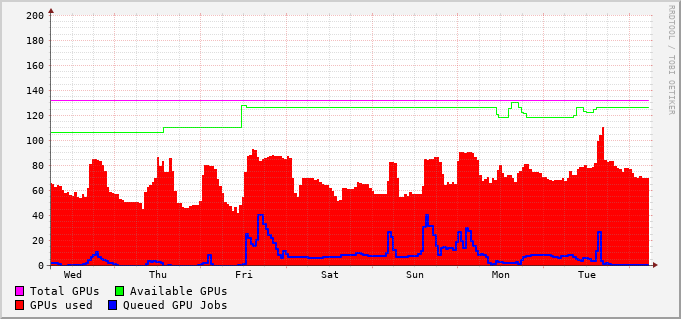 200
180
160
140
120
100
80
60
40
20
0
Wed Thu Fri Sat Sun Mon Tue
Total GPUs Available GPUs
GPUs used Queued GPU Jobs
RRDTOOL / TOBI OETIKER